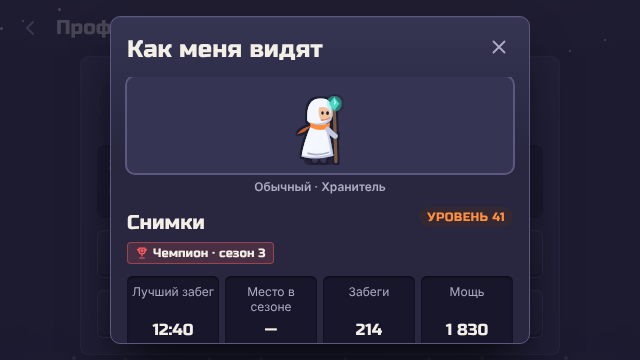 Проф
Как меня видят
Обычный · Хранитель
Снимки
УРОВЕНЬ 41
Чемпион · сезон 3
Лучший забег
12:40
Место в
сезоне
—
Забеги
214
Мощь
1 830